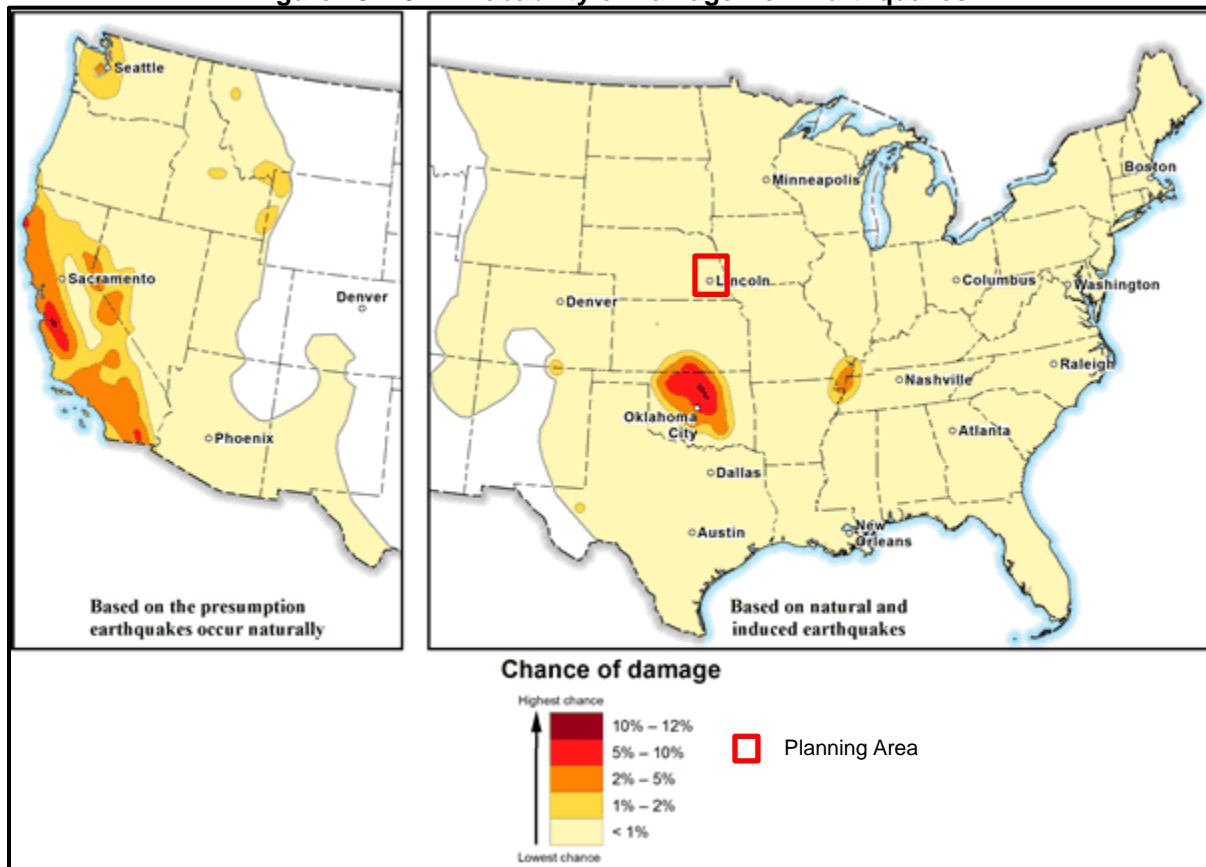 Seattle
Sacramento
Denver
Phoenix
Based on the presumption
earthquakes occur naturally
Minneapolis
Boston
Lincoln
Columbus
Washington
Denver
Raleigh
Nashville
Oklahoma
City
Atlanta
Dallas
Austin
New
Orleans
Based on natural and
induced earthquakes
Chance of damage
Highest chance
10% – 12%
5% – 10%
2% – 5%
1% – 2%
< 1%
Lowest chance
Planning Area